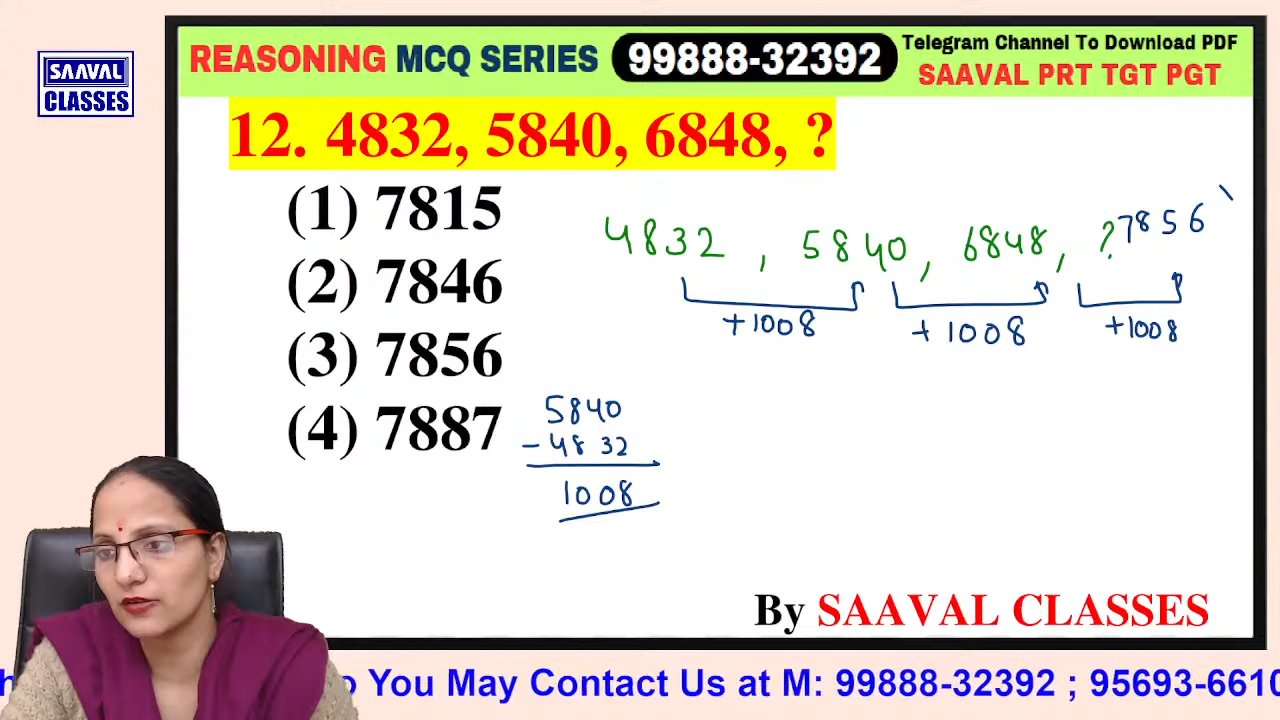 SAAVAL
CLASSES
REASONING MCQ SERIES
99888-32392
Telegram Channel To Download PDF
SAAVAL PRT TGT PGT
12. 4832, 5840, 6848, ?
(1) 7815
(2) 7846
(3) 7856
(4) 7887
4832 , 5840 , 6848 , ? 7856
+1008 +1008 +1008
5840
- 4832
1008
By SAAVAL CLASSES
o You May Contact Us at M: 99888-32392 ; 95693-6610